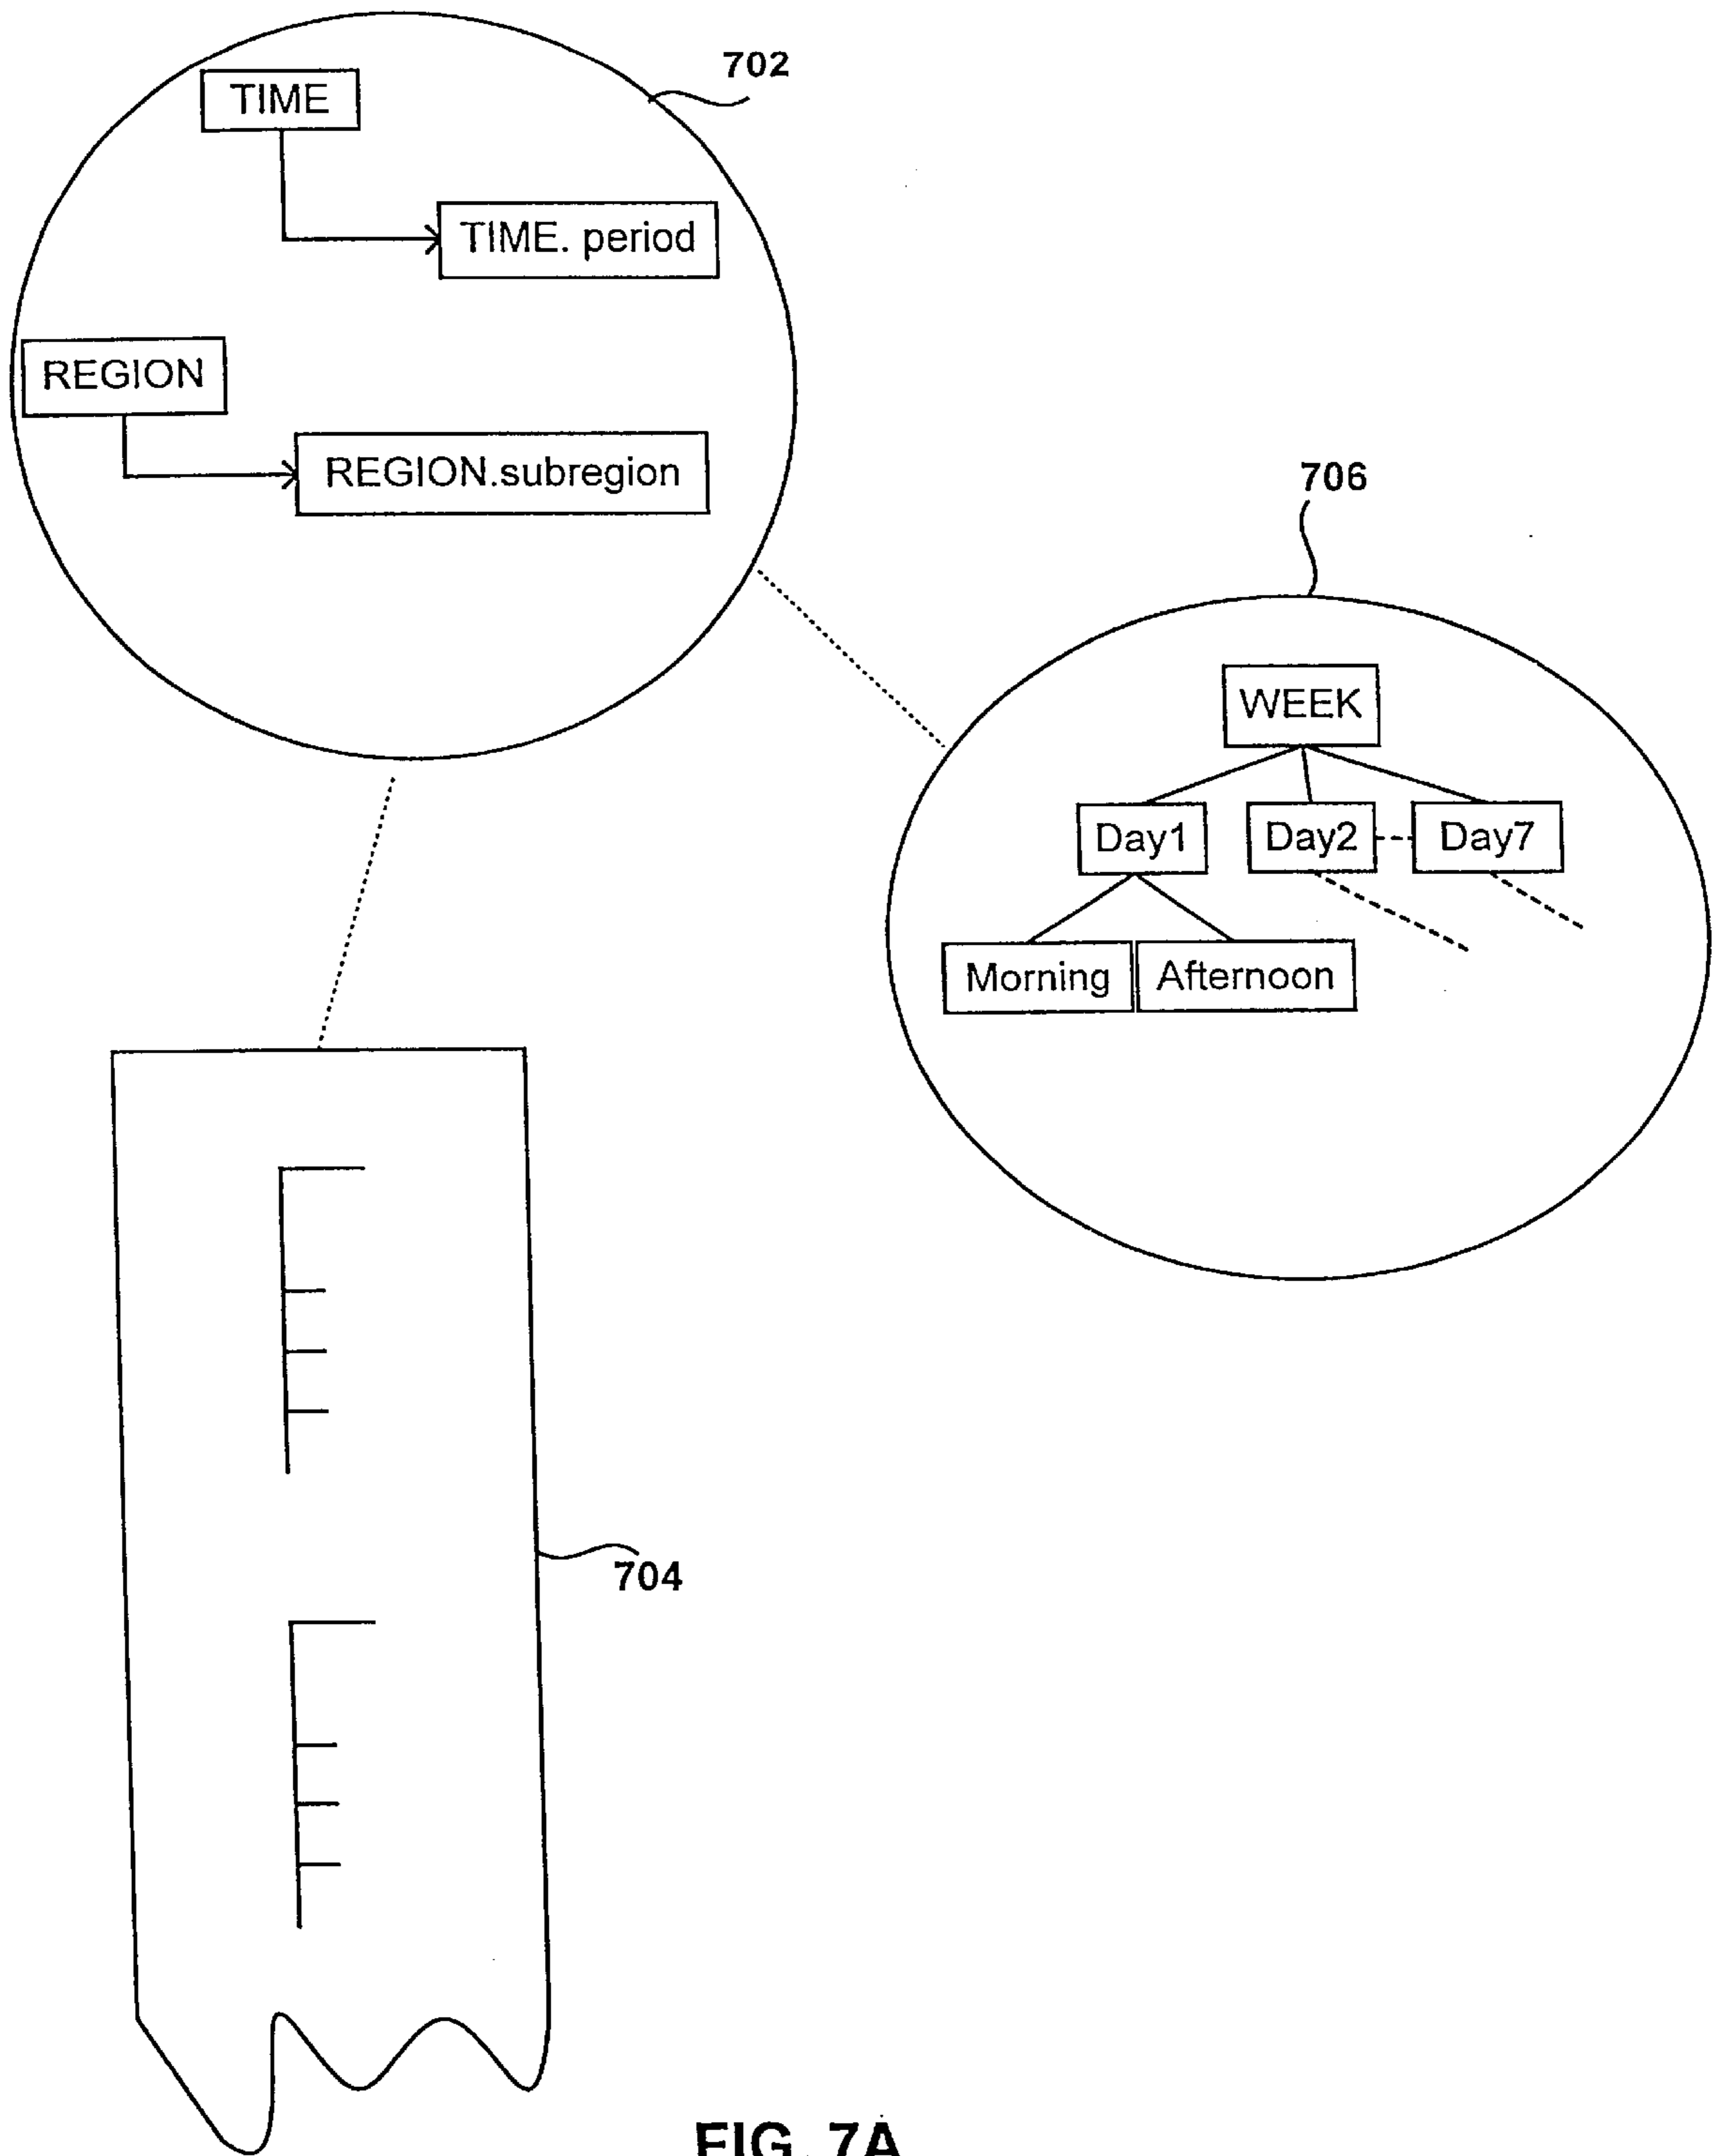 702
TIME
TIME. period
REGION
REGION.subregion
706
WEEK
Day1 Day2 Day7
Morning Afternoon
704
FIG. 7A